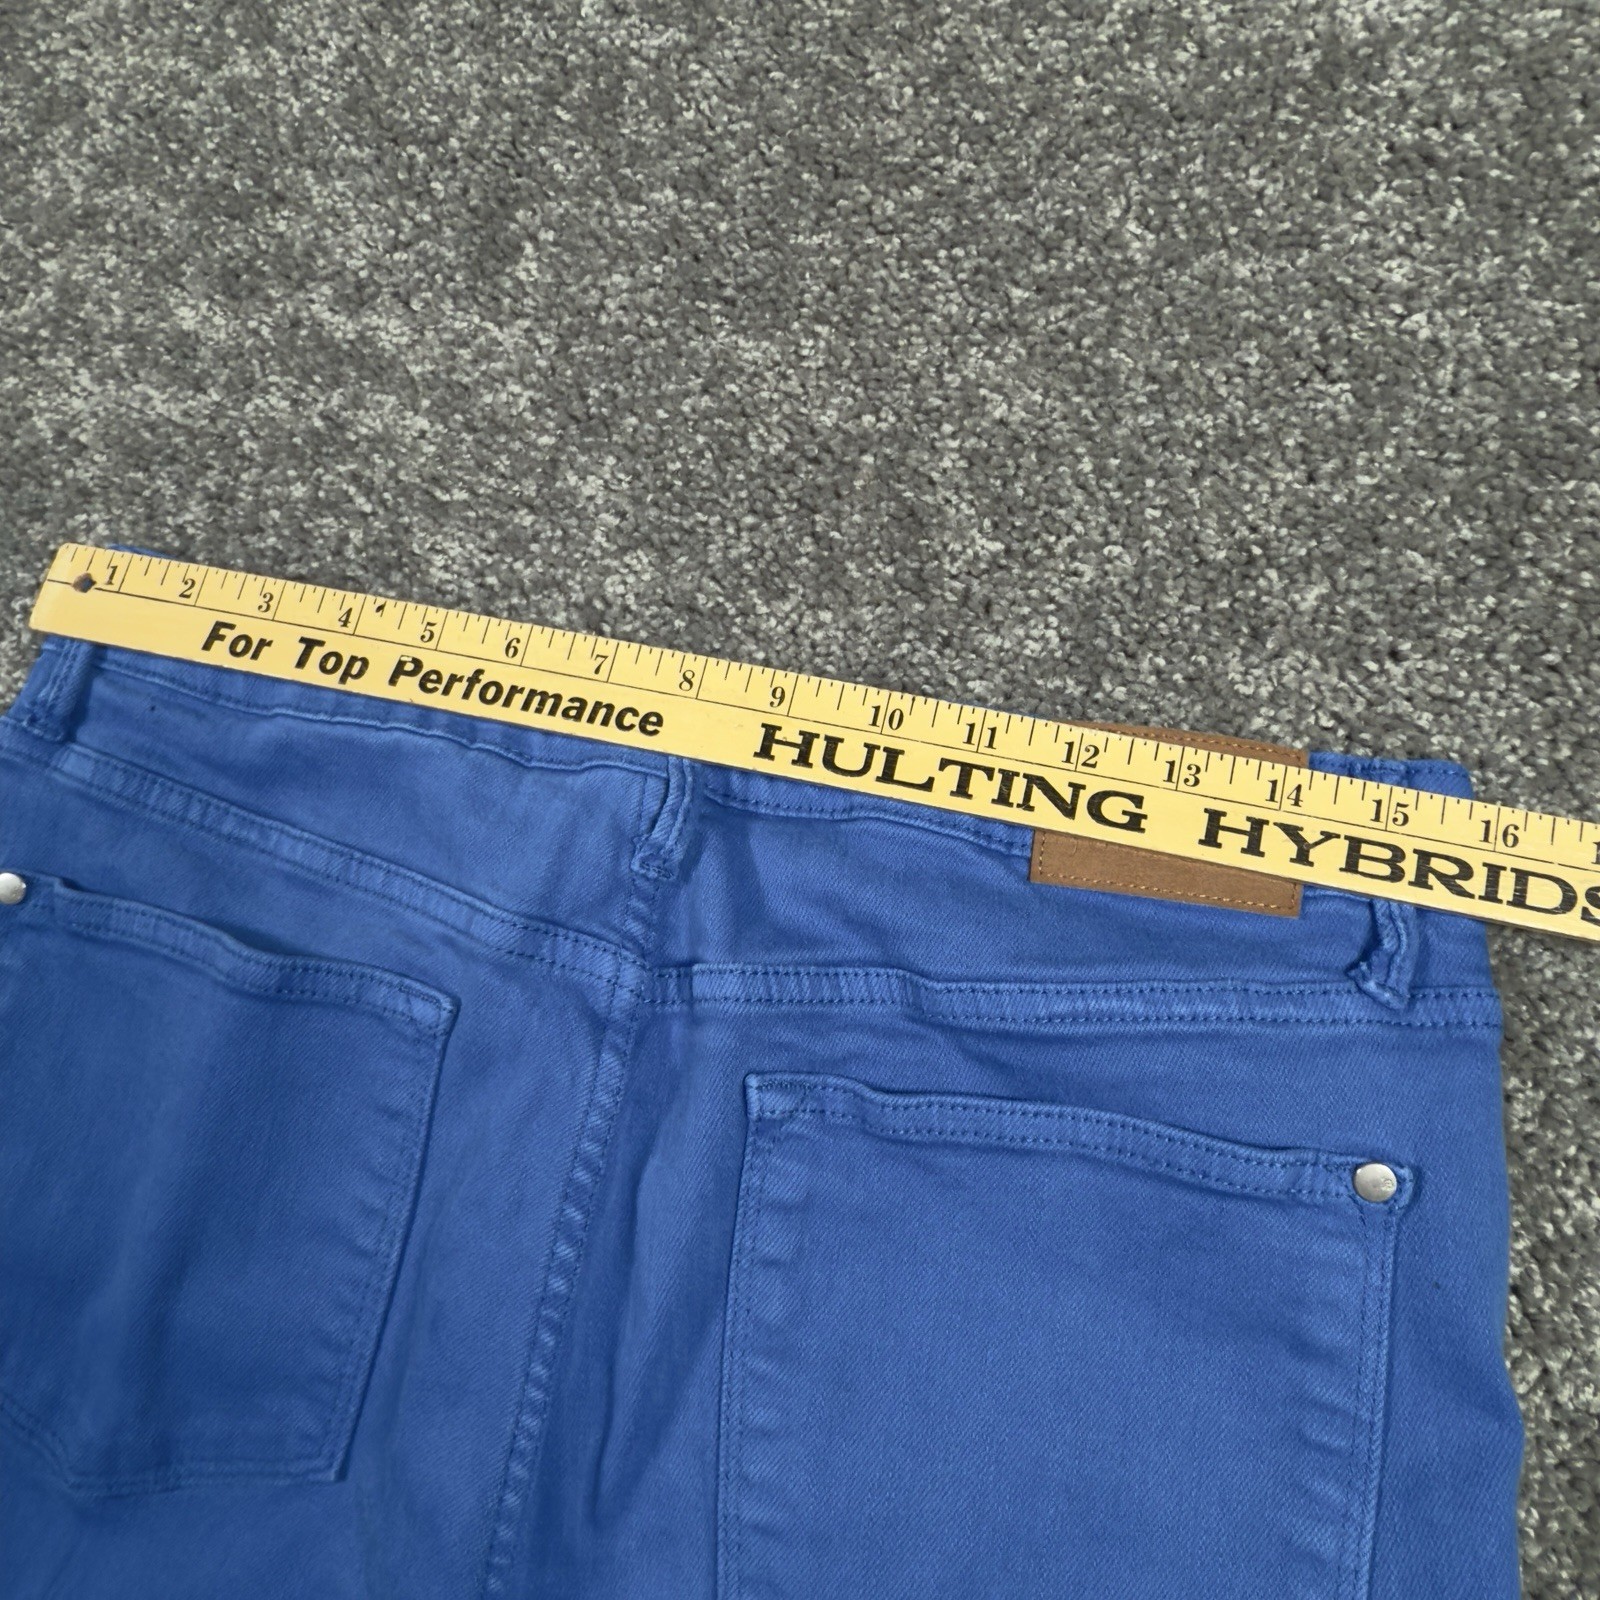 1 2 3 4 5 6 7 8 9 10 11 12 13 14 15 16
For Top Performance
HULTING HYBRIDS